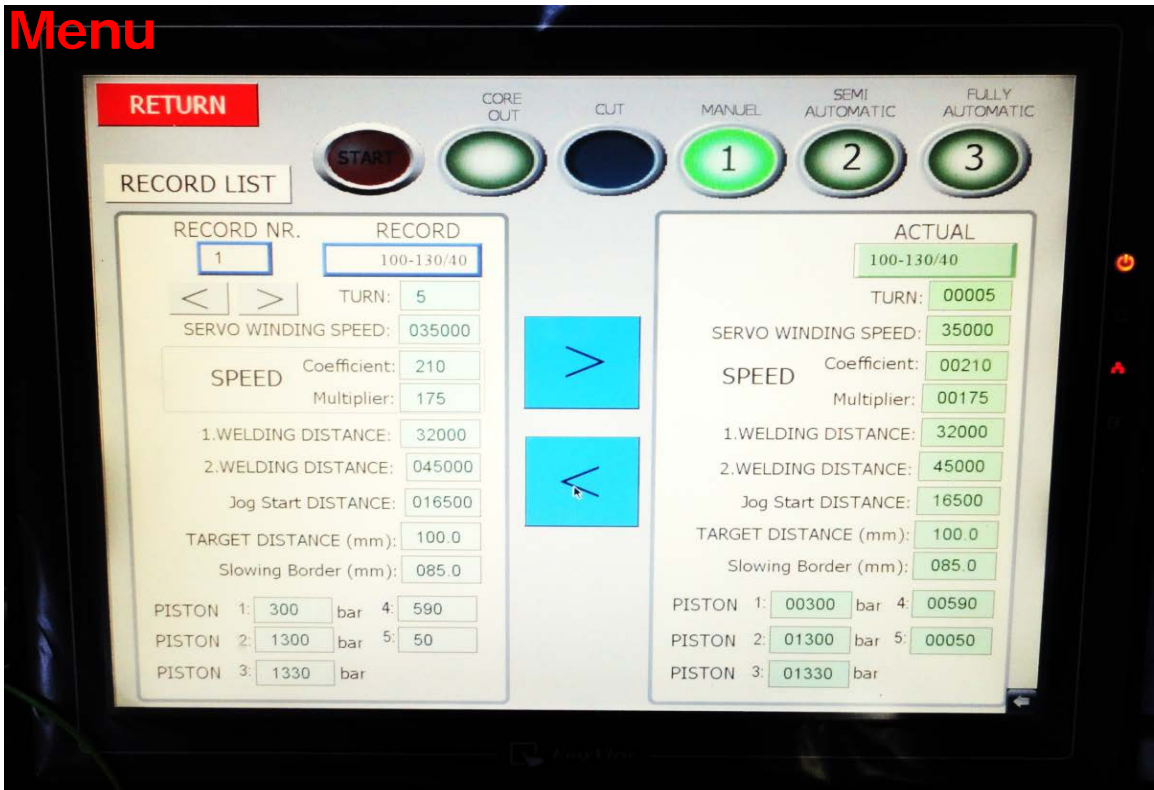 Menu
RETURN
CORE OUT
CUT
MANUEL
SEMI AUTOMATIC
FULLY AUTOMATIC
START
1
2
3
RECORD LIST
RECORD NR. RECORD
1 100-130/40
< >
TURN: 5
SERVO WINDING SPEED: 035000
SPEED
Coefficient: 210
Multiplier: 175
1.WELDING DISTANCE: 32000
2.WELDING DISTANCE: 045000
Jog Start DISTANCE: 016500
TARGET DISTANCE (mm): 100.0
Slowing Border (mm): 085.0
PISTON 1: 300 bar 4: 590
PISTON 2: 1300 bar 5: 50
PISTON 3: 1330 bar
>
<
ACTUAL
100-130/40
TURN: 00005
SERVO WINDING SPEED: 35000
SPEED
Coefficient: 00210
Multiplier: 00175
1.WELDING DISTANCE: 32000
2.WELDING DISTANCE: 45000
Jog Start DISTANCE: 16500
TARGET DISTANCE (mm): 100.0
Slowing Border (mm): 085.0
PISTON 1: 00300 bar 4: 00590
PISTON 2: 01300 bar 5: 00050
PISTON 3: 01330 bar